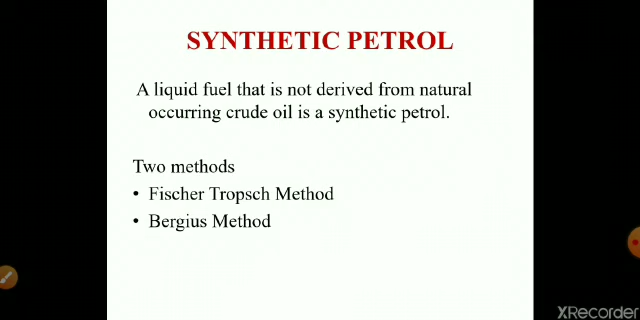 SYNTHETIC PETROL
A liquid fuel that is not derived from natural
occurring crude oil is a synthetic petrol.
Two methods
• Fischer Tropsch Method
• Bergius Method
XRecorder